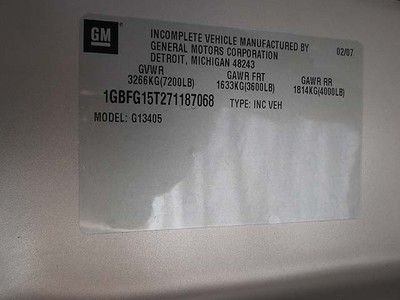 GM
INCOMPLETE VEHICLE MANUFACTURED BY 02/07
GENERAL MOTORS CORPORATION
DETROIT, MICHIGAN 48243
GVWR GAWR FRT GAWR RR
3266KG(7200LB) 1633KG(3600LB) 1814KG(4000LB)
1GBFG15T271187068 TYPE: INC VEH
MODEL: G13405